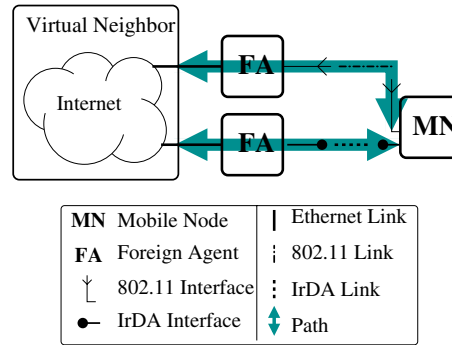 Virtual Neighbor
FA
Internet
MN
FA
MN Mobile Node
FA Foreign Agent
802.11 Interface
IrDA Interface
Ethernet Link
802.11 Link
IrDA Link
Path